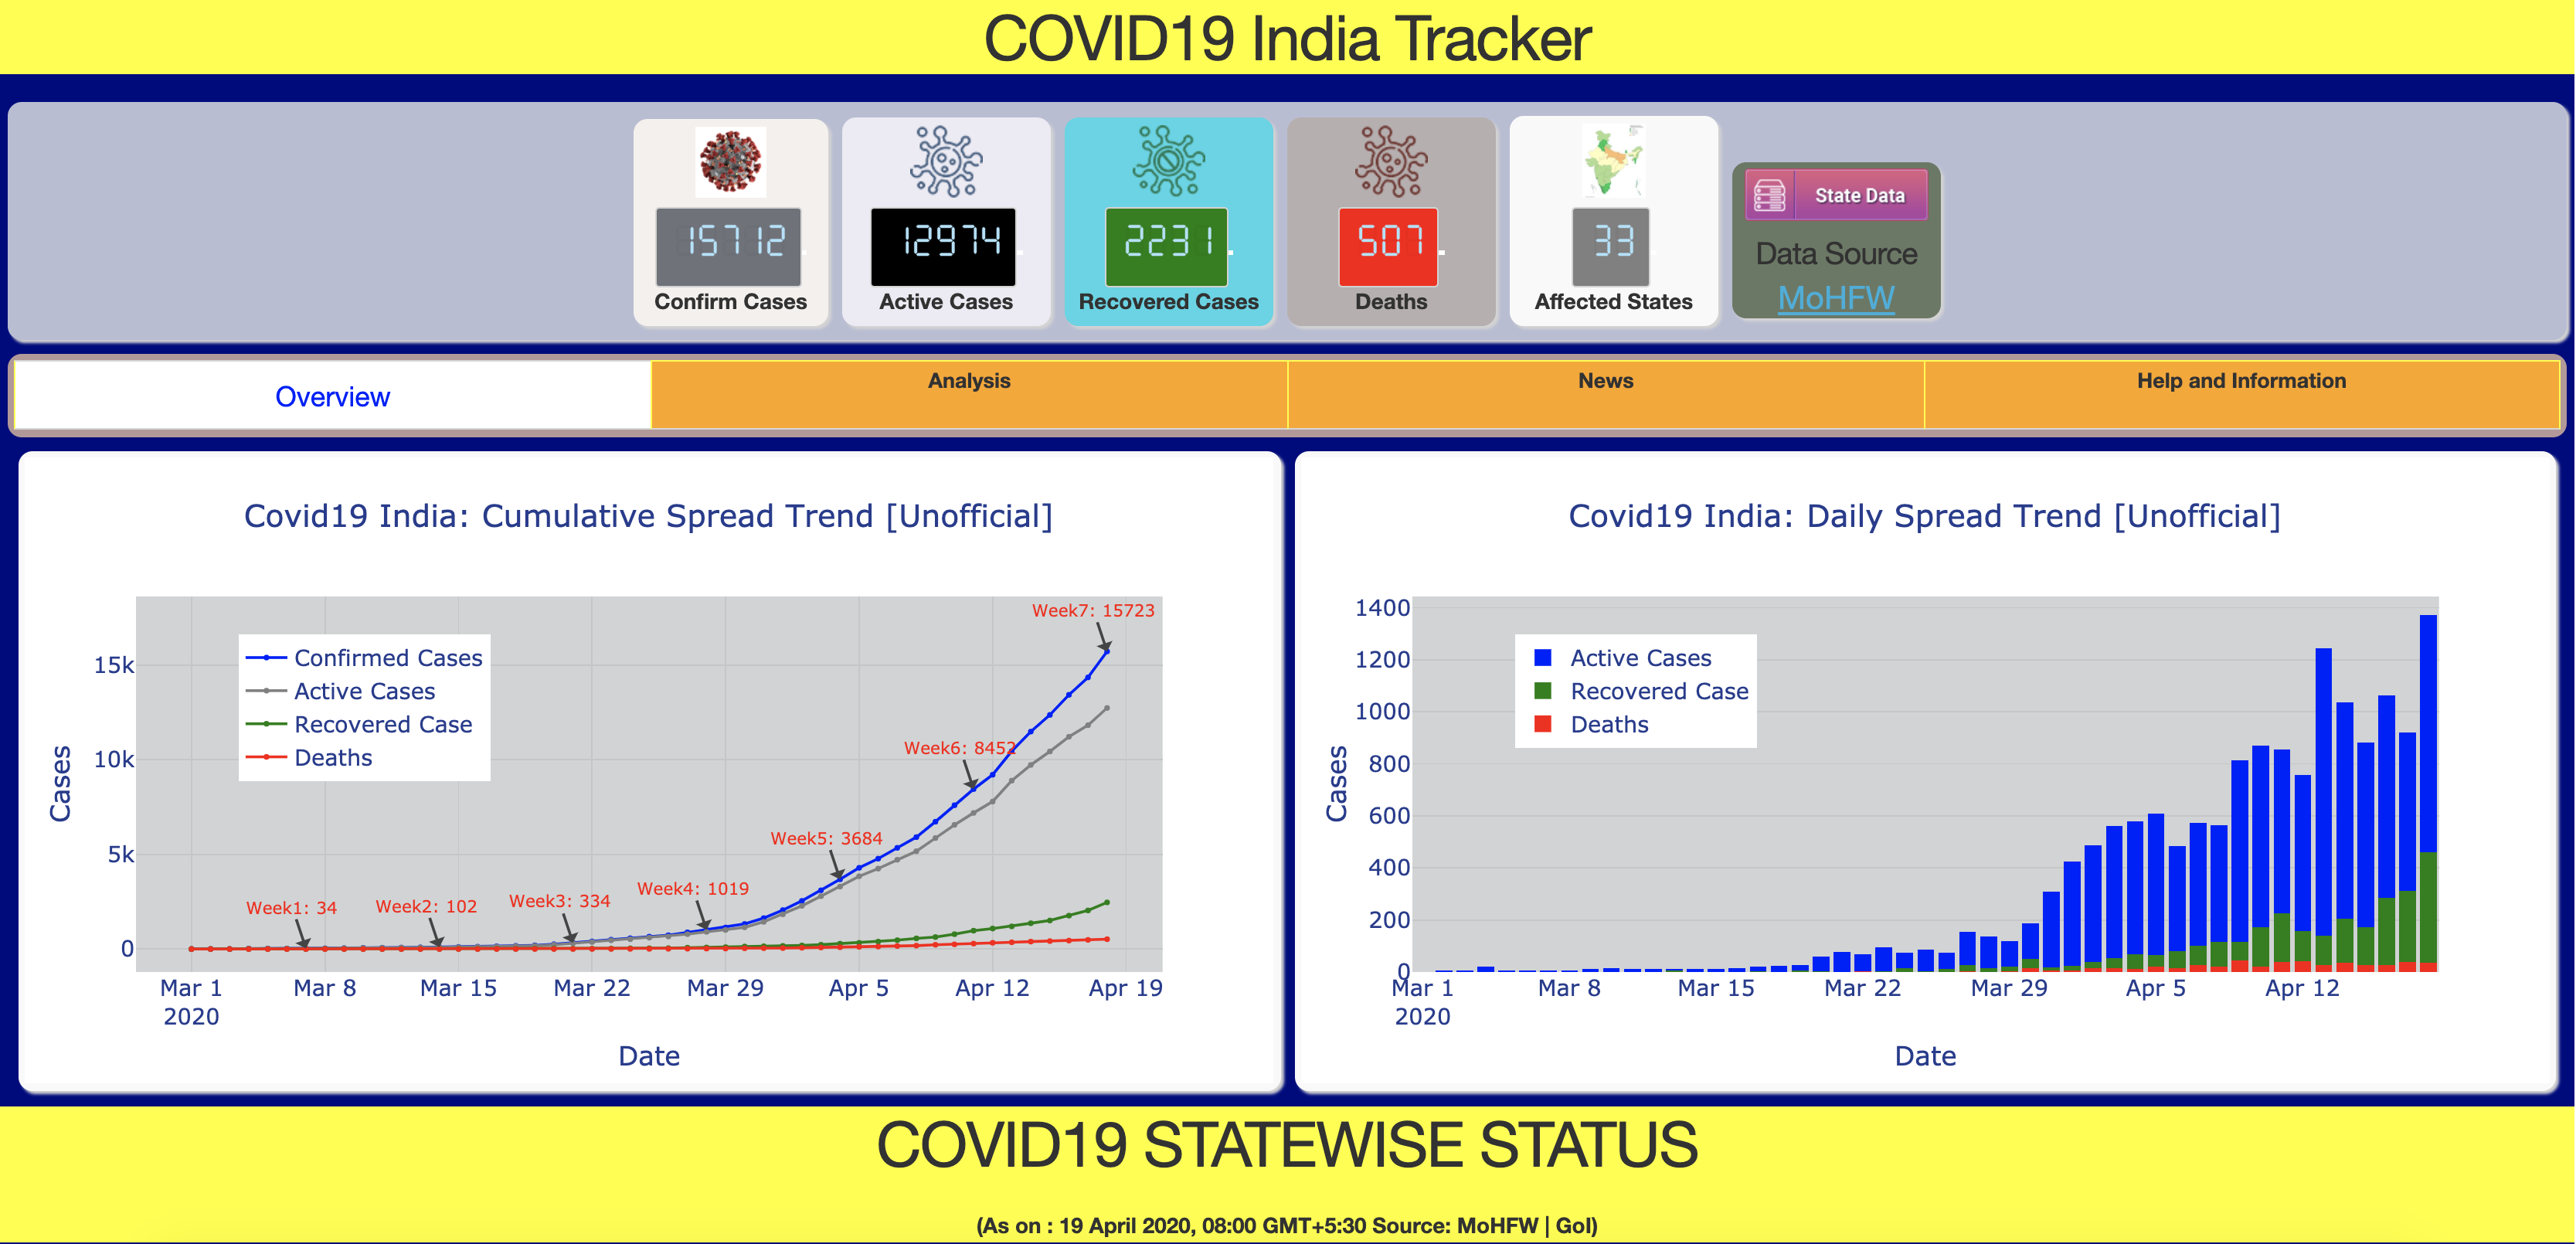 COVID19 India Tracker
15712
Confirm Cases
12974
Active Cases
2231
Recovered Cases
507
Deaths
33
Affected States
State Data
Data Source
MoHFW
Overview
Analysis
News
Help and Information
Covid19 India: Cumulative Spread Trend [Unofficial]
Confirmed Cases
Active Cases
Recovered Case
Deaths
Week1: 34
Week2: 102
Week3: 334
Week4: 1019
Week5: 3684
Week6: 8452
Week7: 15723
Cases
15k
10k
5k
0
Mar 1
2020
Mar 8
Mar 15
Mar 22
Mar 29
Apr 5
Apr 12
Apr 19
Date
Covid19 India: Daily Spread Trend [Unofficial]
Active Cases
Recovered Case
Deaths
Cases
1400
1200
1000
800
600
400
200
0
Mar 1
2020
Mar 8
Mar 15
Mar 22
Mar 29
Apr 5
Apr 12
Date
COVID19 STATEWISE STATUS
(As on : 19 April 2020, 08:00 GMT+5:30 Source: MoHFW | GoI)